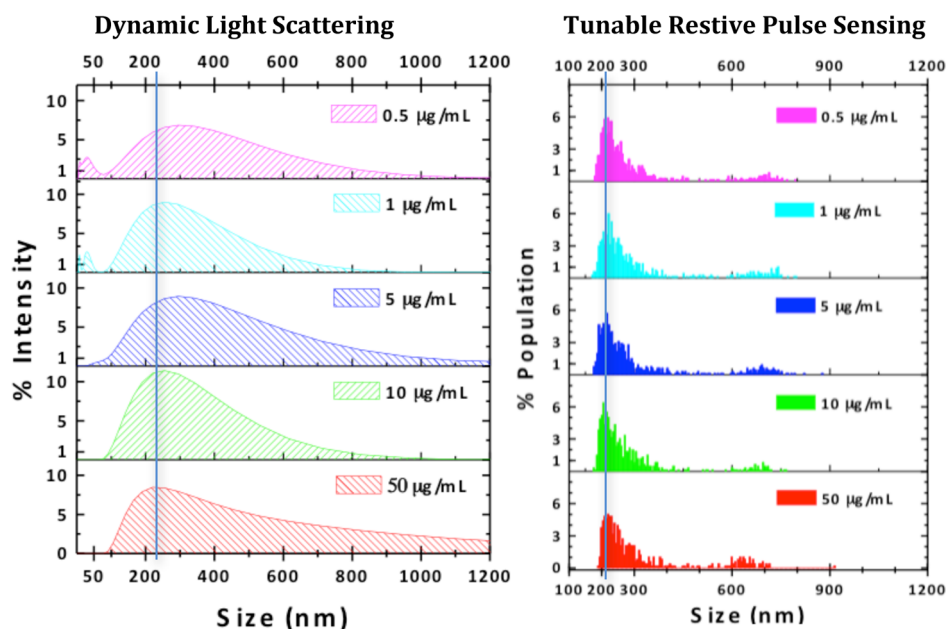 Dynamic Light Scattering
50 200 400 600 800 1000 1200
% Intensity
10 5 1
0.5 µg/mL
10 5 1
1 µg/mL
10 5 1
5 µg/mL
10 5 1
10 µg/mL
10 5 0
50 µg/mL
50 200 400 600 800 1000 1200
Size (nm)
Tunable Restive Pulse Sensing
100 200 300 600 900 1200
% Population
6 3 1
0.5 µg/mL
6 3 1
1 µg/mL
6 3 1
5 µg/mL
6 3 1
10 µg/mL
6 3 0
50 µg/mL
100 200 300 600 900 1200
Size (nm)